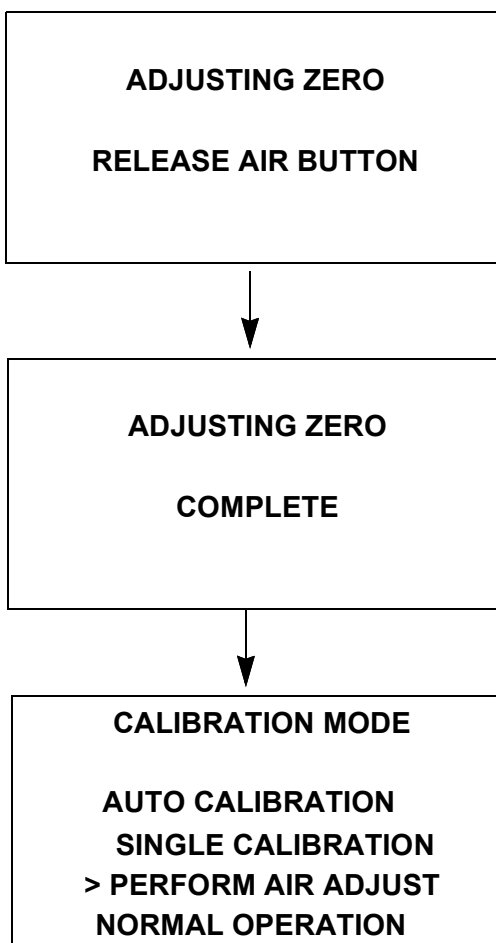 ADJUSTING ZERO
RELEASE AIR BUTTON
ADJUSTING ZERO
COMPLETE
CALIBRATION MODE
AUTO CALIBRATION
SINGLE CALIBRATION
> PERFORM AIR ADJUST
NORMAL OPERATION